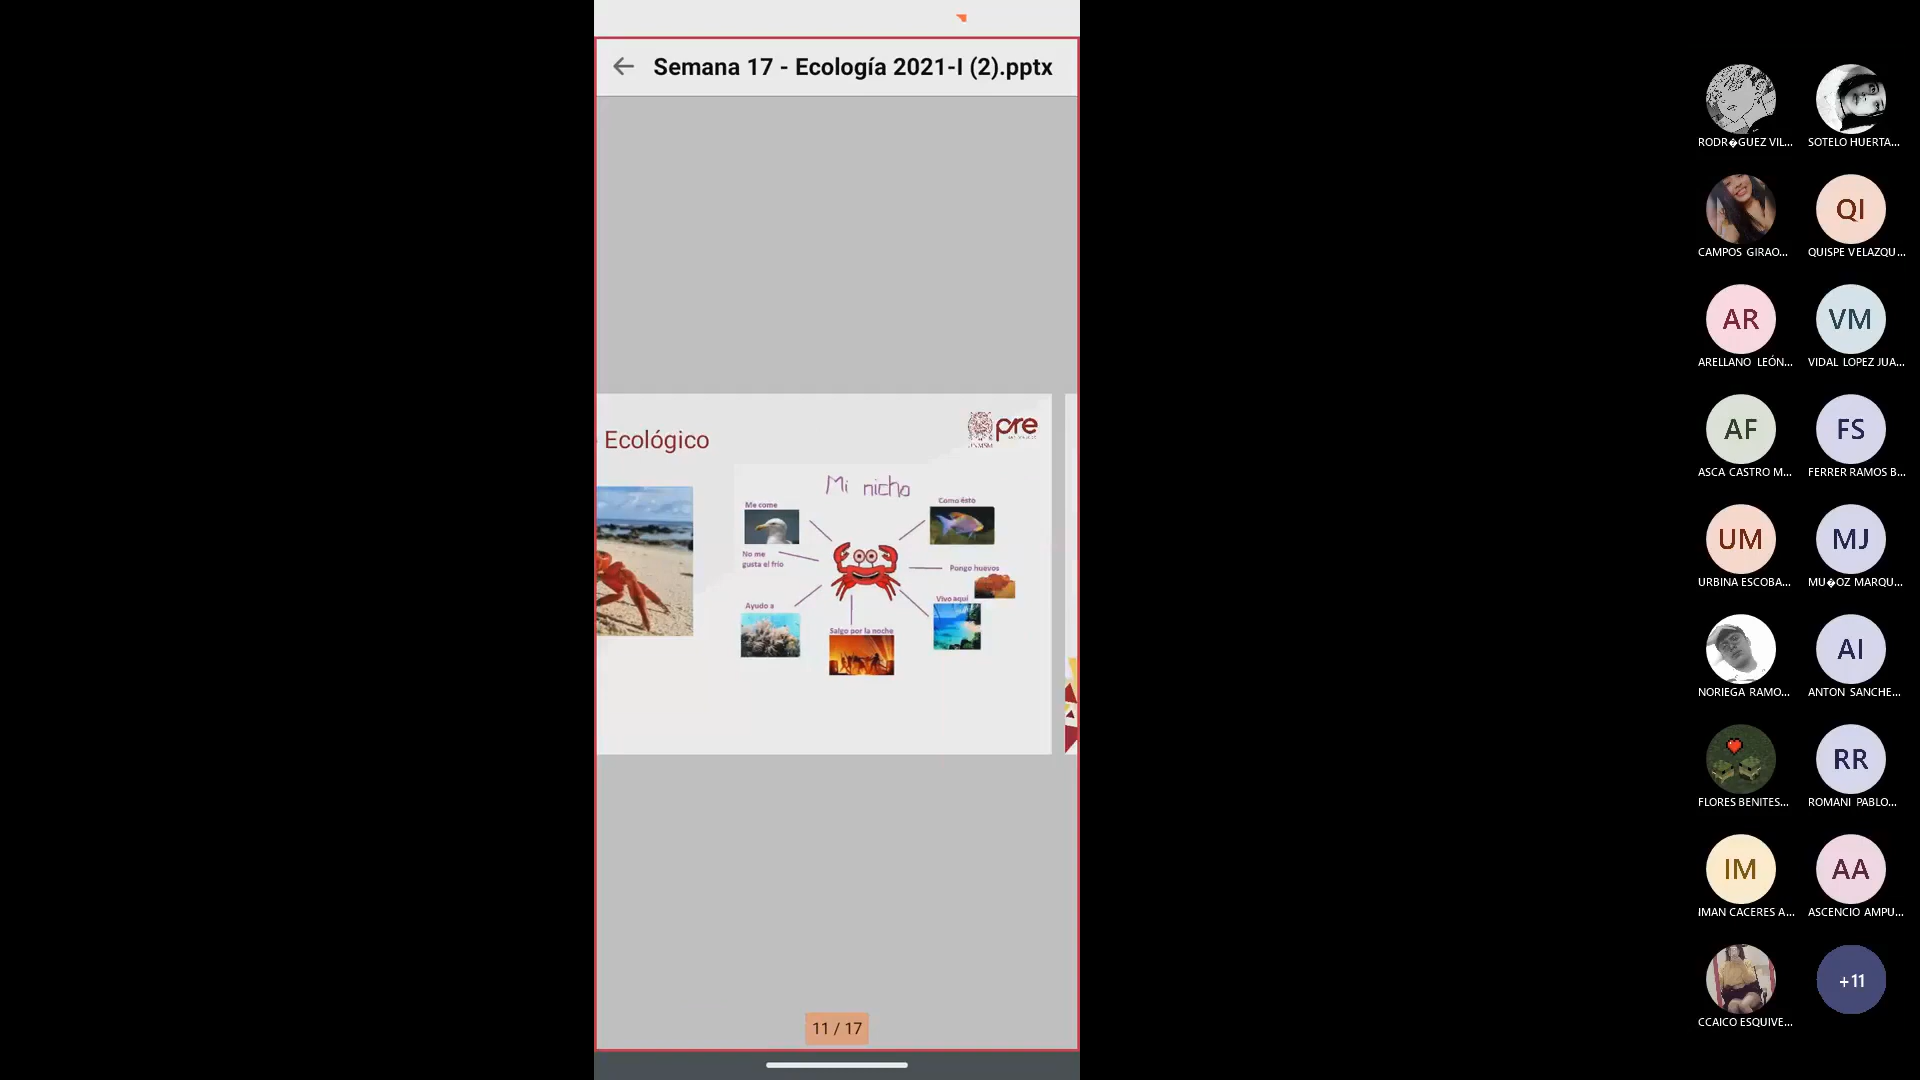 Semana 17 - Ecología 2021-I (2).pptx
Ecológico
pre
Mi nicho
Me come
Como ésto
No me
gusta el frío
Pongo huevos
Ayudo a
Vivo aquí
Salgo por la noche
11 / 17
RODR�GUEZ VIL...
SOTELO HUERTA...
CAMPOS GIRAO...
QI
QUISPE VELAZQU...
AR
ARELLANO LEÓN...
VM
VIDAL LOPEZ JUA...
AF
ASCA CASTRO M...
FS
FERRER RAMOS B...
UM
URBINA ESCOBA...
MJ
MU�OZ MARQU...
NORIEGA RAMO...
AI
ANTON SANCHE...
FLORES BENITES...
RR
ROMANI PABLO...
IM
IMAN CACERES A...
AA
ASCENCIO AMPU...
CCAICO ESQUIVE...
+11